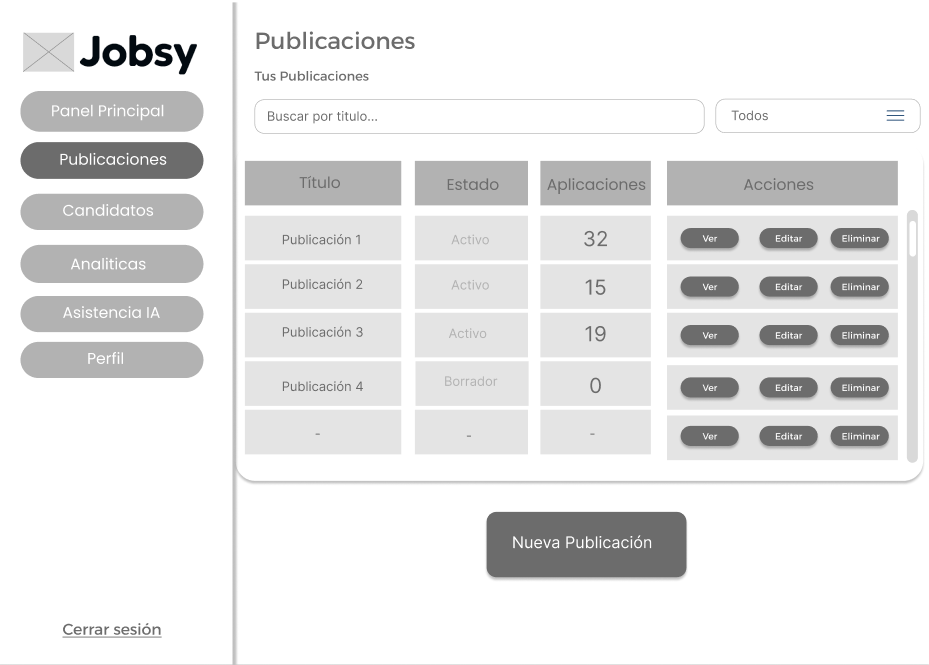 Jobsy
Panel Principal
Publicaciones
Candidatos
Analiticas
Asistencia IA
Perfil
Cerrar sesión
Publicaciones
Tus Publicaciones
Buscar por titulo...
Todos
Título Estado Aplicaciones Acciones
Publicación 1 Activo 32 Ver Editar Eliminar
Publicación 2 Activo 15 Ver Editar Eliminar
Publicación 3 Activo 19 Ver Editar Eliminar
Publicación 4 Borrador 0 Ver Editar Eliminar
- - - Ver Editar Eliminar
Nueva Publicación